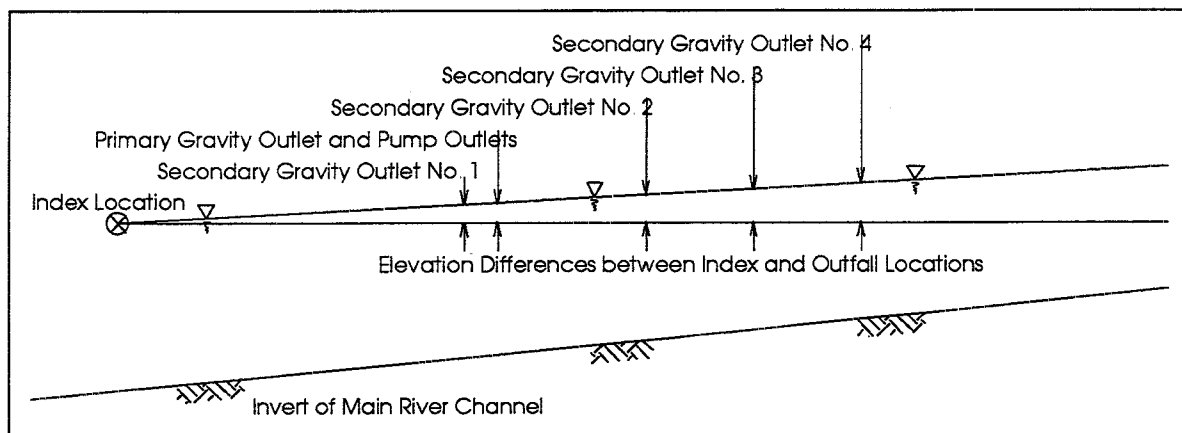 Secondary Gravity Outlet No. 4
Secondary Gravity Outlet No. 3
Secondary Gravity Outlet No. 2
Primary Gravity Outlet and Pump Outlets
Secondary Gravity Outlet No. 1
Index Location
Elevation Differences between Index and Outfall Locations
Invert of Main River Channel